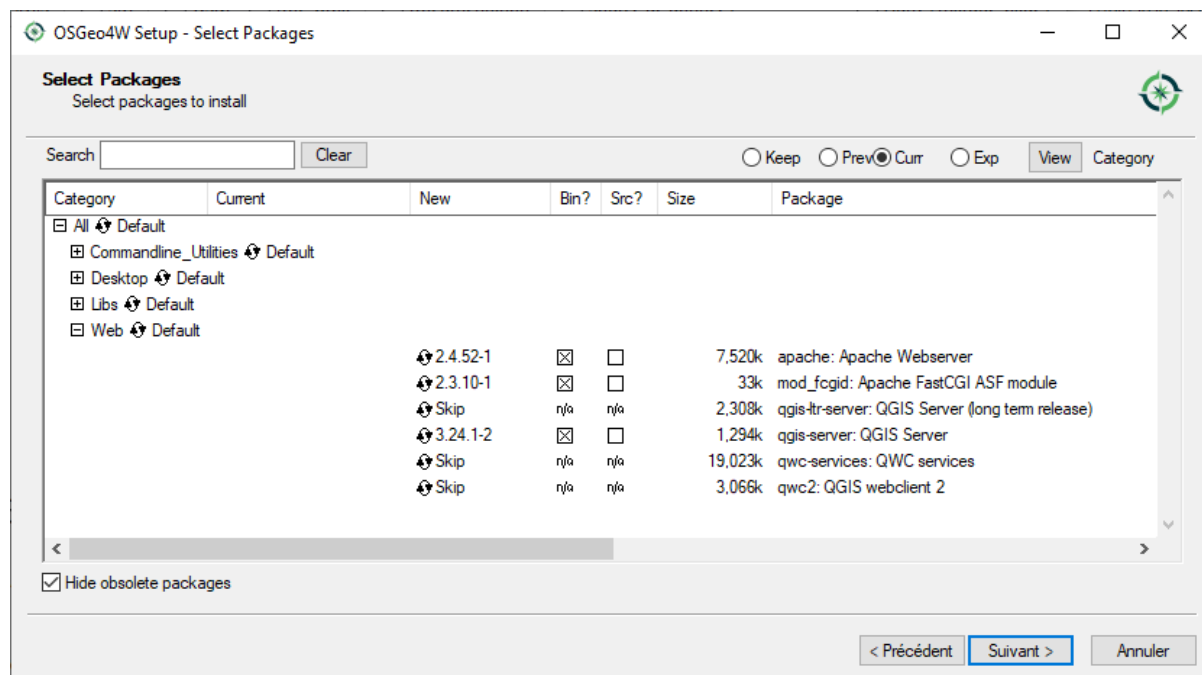 OSGeo4W Setup - Select Packages
Select Packages
Select packages to install
Search Clear Keep Prev Curr Exp View Category
Category Current New Bin? Src? Size Package
All Default
Commandline_Utilities Default
Desktop Default
Libs Default
Web Default
2.4.52-1 7,520k apache: Apache Webserver
2.3.10-1 33k mod_fcgid: Apache FastCGI ASF module
Skip n/a n/a 2,308k qgis-ltr-server: QGIS Server (long term release)
3.24.1-2 1,294k qgis-server: QGIS Server
Skip n/a n/a 19,023k qwc-services: QWC services
Skip n/a n/a 3,066k qwc2: QGIS webclient 2
Hide obsolete packages
< Précédent Suivant > Annuler